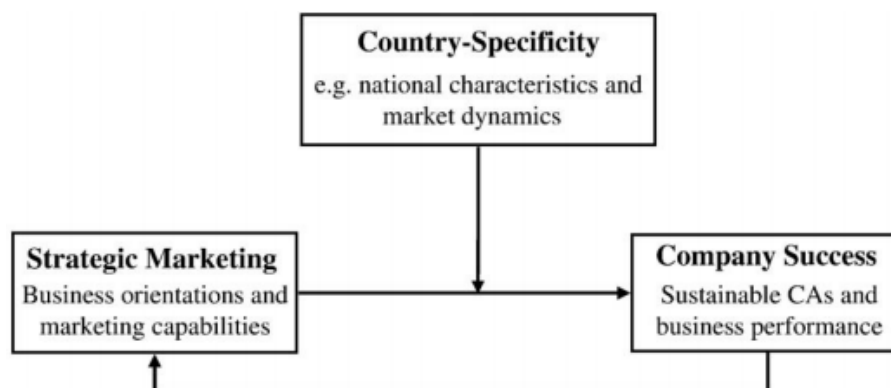 Country-Specificity
e.g. national characteristics and
market dynamics
Strategic Marketing
Business orientations and
marketing capabilities
Company Success
Sustainable CAs and
business performance